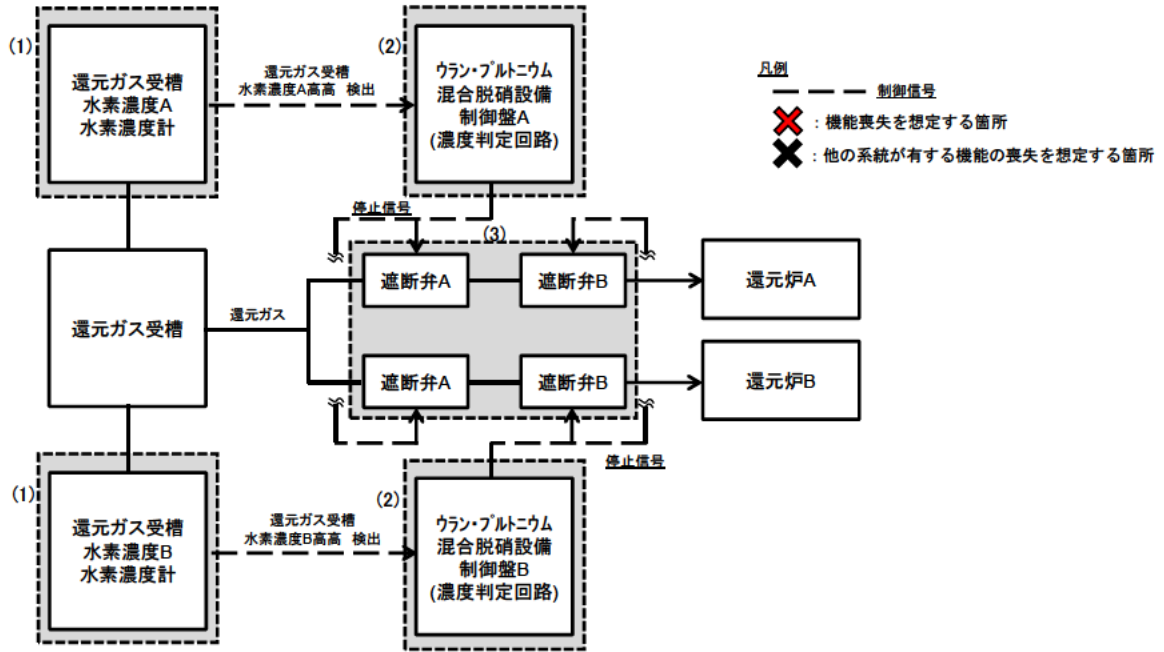 (1)
還元ガス受槽
水素濃度A
水素濃度計
還元ガス受槽
水素濃度A高高 検出
(2)
ウラン・プルトニウム
混合脱硝設備
制御盤A
(濃度判定回路)
凡例
制御信号
:機能喪失を想定する箇所
:他の系統が有する機能の喪失を想定する箇所
停止信号
(3)
遮断弁A
遮断弁B
還元炉A
還元ガス受槽
還元ガス
遮断弁A
遮断弁B
還元炉B
停止信号
(1)
還元ガス受槽
水素濃度B
水素濃度計
還元ガス受槽
水素濃度B高高 検出
(2)
ウラン・プルトニウム
混合脱硝設備
制御盤B
(濃度判定回路)